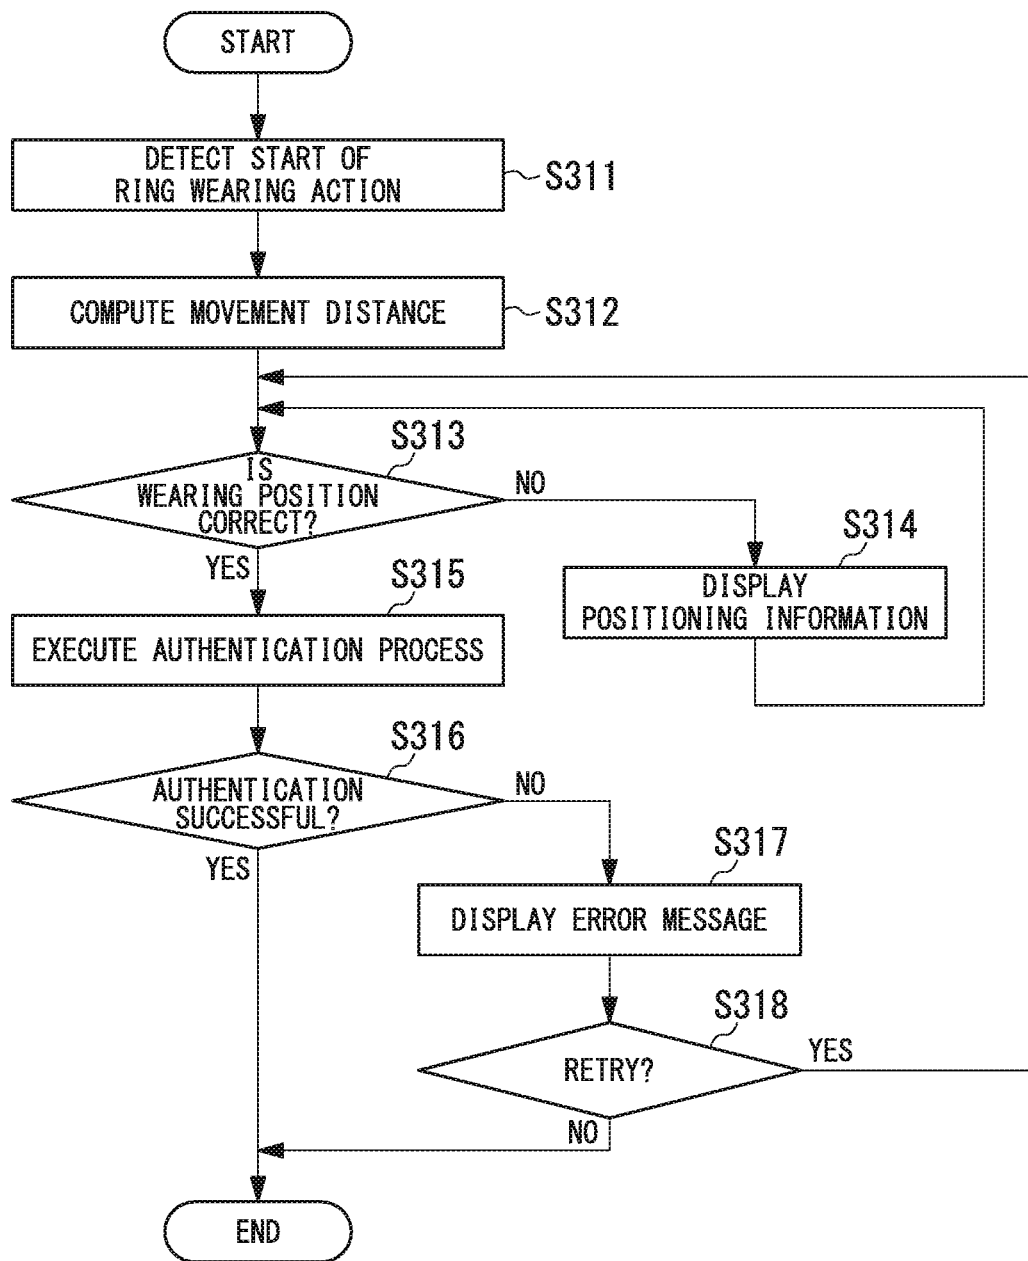 START
DETECT START OF
RING WEARING ACTION
S311
COMPUTE MOVEMENT DISTANCE
S312
S313
IS
WEARING POSITION
CORRECT?
NO
YES
S314
DISPLAY
POSITIONING INFORMATION
S315
EXECUTE AUTHENTICATION PROCESS
S316
AUTHENTICATION
SUCCESSFUL?
NO
YES
S317
DISPLAY ERROR MESSAGE
S318
RETRY?
YES
NO
END